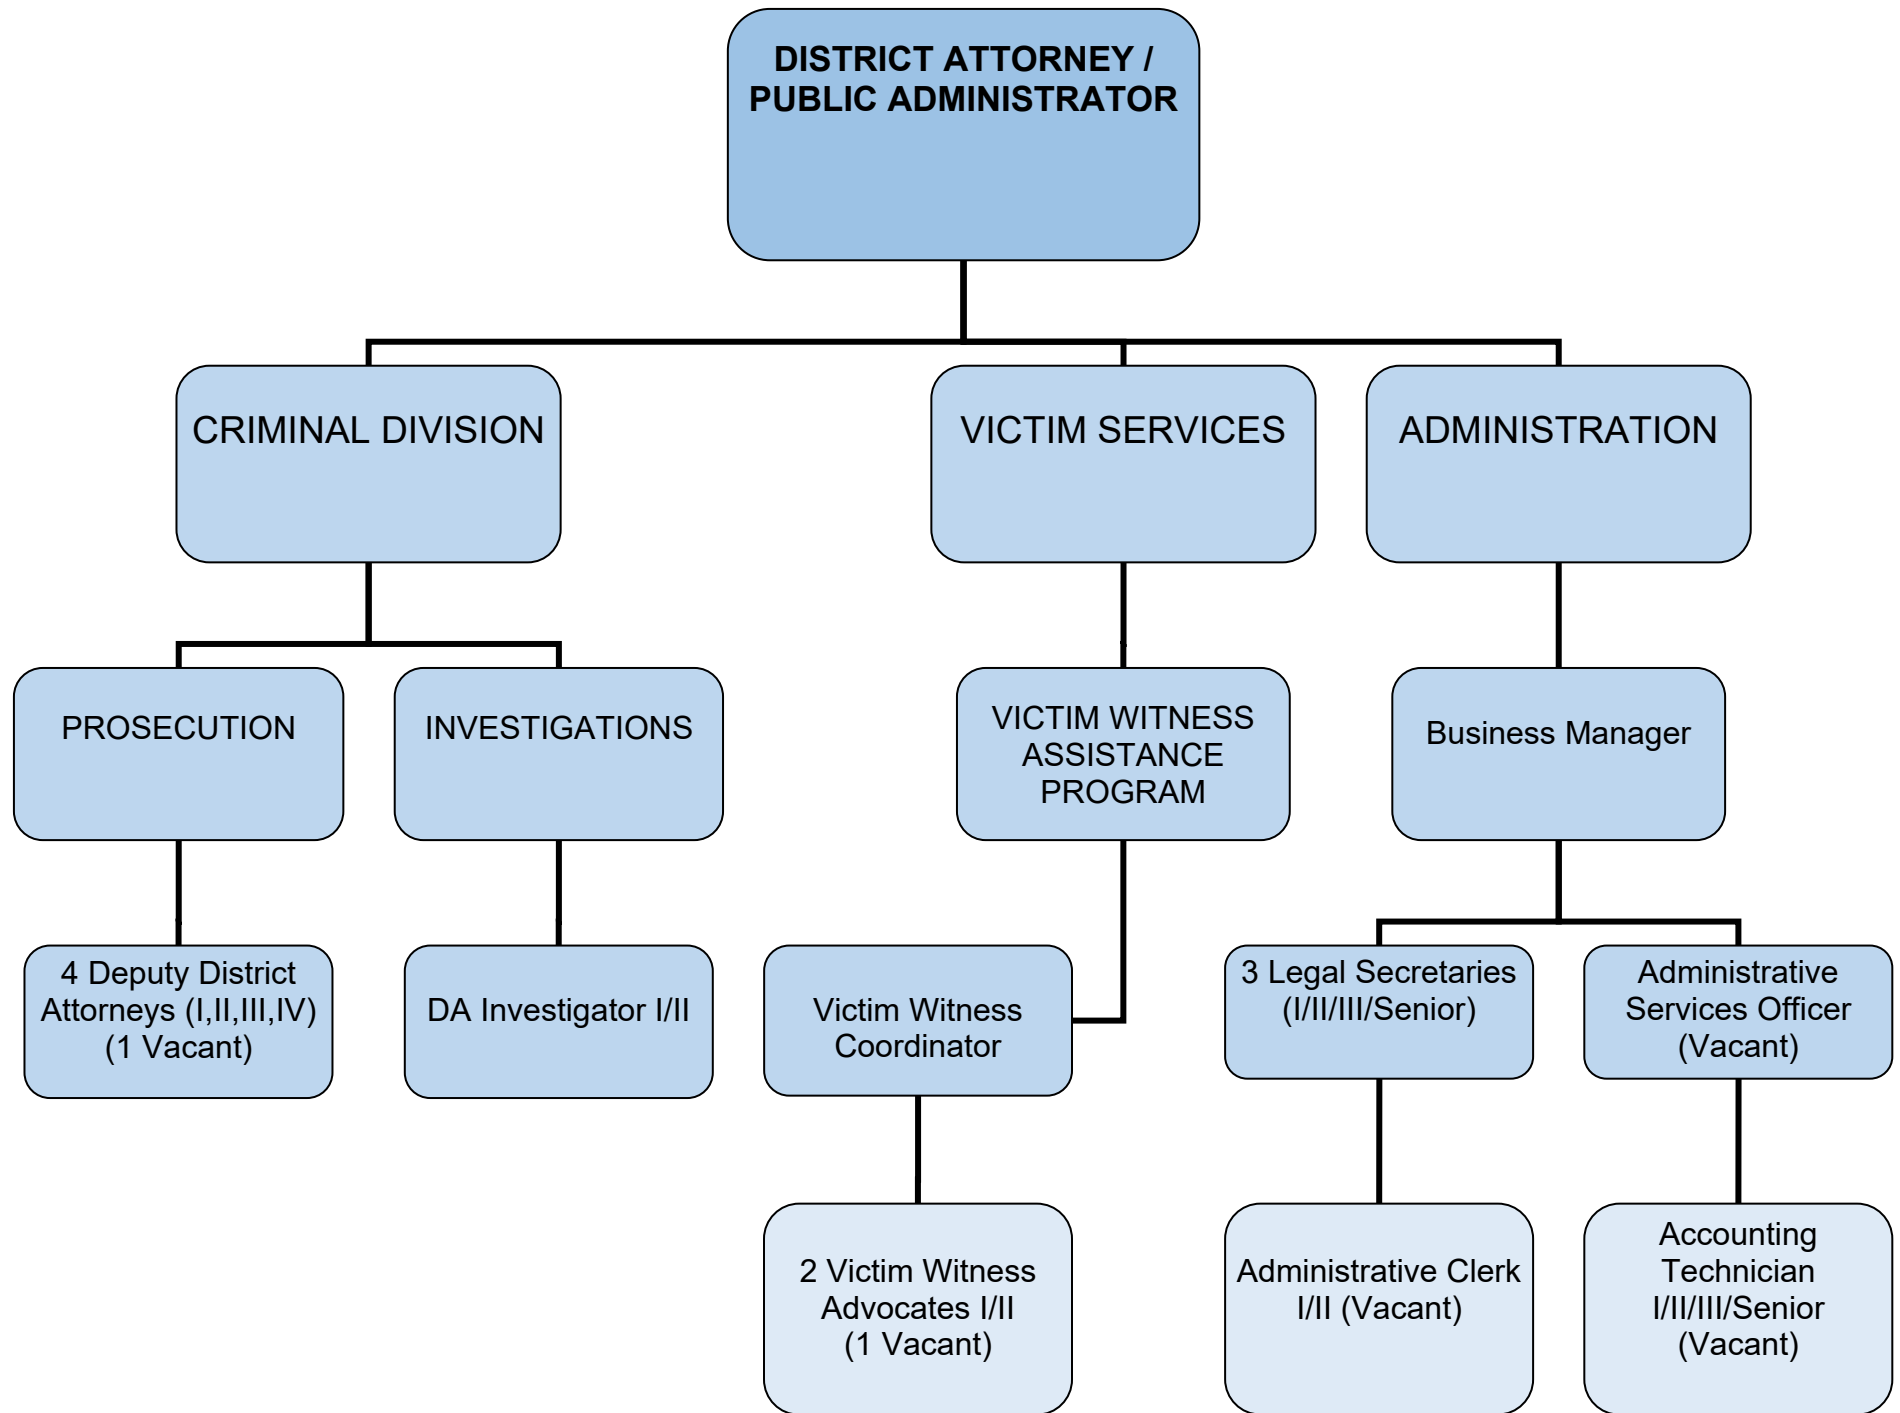 DISTRICT ATTORNEY /
PUBLIC ADMINISTRATOR
CRIMINAL DIVISION
VICTIM SERVICES
ADMINISTRATION
PROSECUTION
INVESTIGATIONS
VICTIM WITNESS
ASSISTANCE
PROGRAM
Business Manager
4 Deputy District
Attorneys (I,II,III,IV)
(1 Vacant)
DA Investigator I/II
Victim Witness
Coordinator
3 Legal Secretaries
(I/II/III/Senior)
Administrative
Services Officer
(Vacant)
2 Victim Witness
Advocates I/II
(1 Vacant)
Administrative Clerk
I/II (Vacant)
Accounting
Technician
I/II/III/Senior
(Vacant)